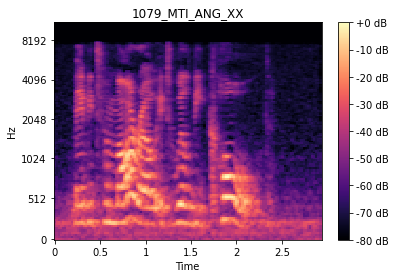 1079_MTI_ANG_XX
+0 dB
8192
-10 dB
4096
-20 dB
-30 dB
2048
-40 dB
Hz
1024
-50 dB
512
-60 dB
-70 dB
0
-80 dB
0 0.5 1 1.5 2 2.5
Time